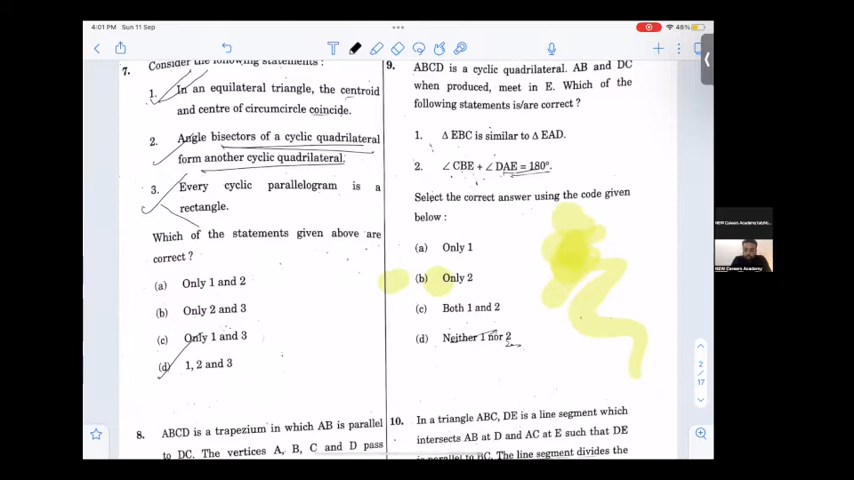 4:01 PM Sun 11 Sep
46%
7. Consider the following statements :
1. In an equilateral triangle, the centroid
and centre of circumcircle coincide.
2. Angle bisectors of a cyclic quadrilateral
form another cyclic quadrilateral.
3. Every cyclic parallelogram is a
rectangle.
Which of the statements given above are
correct ?
(a) Only 1 and 2
(b) Only 2 and 3
(c) Only 1 and 3
(d) 1, 2 and 3
8. ABCD is a trapezium in which AB is parallel
to DC. The vertices A, B, C and D pass
9. ABCD is a cyclic quadrilateral. AB and DC
when produced, meet in E. Which of the
following statements is/are correct ?
1. Δ EBC is similar to Δ EAD.
2. ∠ CBE + ∠ DAE = 180°.
Select the correct answer using the code given
below :
(a) Only 1
(b) Only 2
(c) Both 1 and 2
(d) Neither 1 nor 2
10. In a triangle ABC, DE is a line segment which
intersects AB at D and AC at E such that DE
is parallel to BC. The line segment divides the
2
17
NEW Careers Academy
NEW Careers Academy